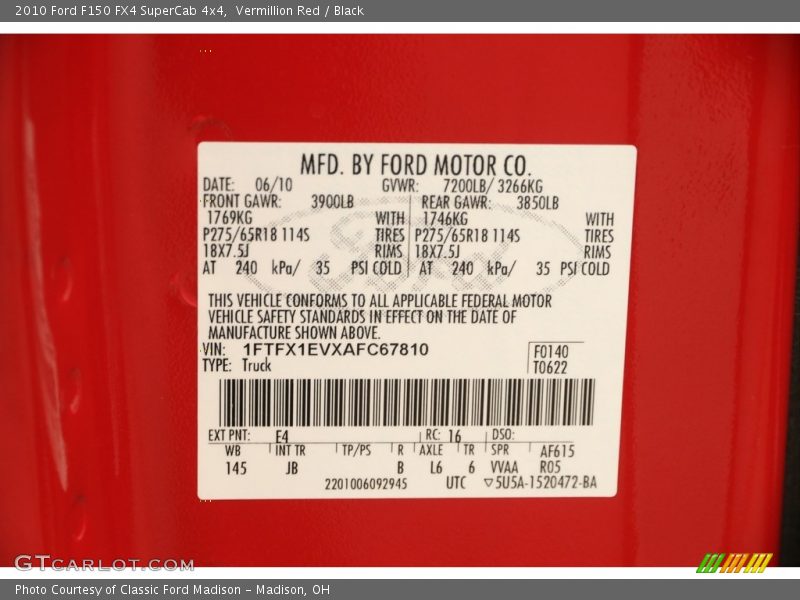 2010 Ford F150 FX4 SuperCab 4x4, Vermillion Red / Black
MFD. BY FORD MOTOR CO.
DATE: 06/10 GVWR: 7200LB/ 3266KG
FRONT GAWR: 3900LB REAR GAWR: 3850LB
1769KG WITH 1746KG WITH
P275/65R18 114S TIRES P275/65R18 114S TIRES
18X7.5J RIMS 18X7.5J RIMS
AT 240 kPa/ 35 PSI COLD AT 240 kPa/ 35 PSI COLD
THIS VEHICLE CONFORMS TO ALL APPLICABLE FEDERAL MOTOR
VEHICLE SAFETY STANDARDS IN EFFECT ON THE DATE OF
MANUFACTURE SHOWN ABOVE.
VIN: 1FTFX1EVXAFC67810 F0140
TYPE: Truck T0622
EXT PNT: E4 RC: 16 DSO:
WB INT TR TP/PS R AXLE TR SPR AF615
145 JB B L6 6 VVAA R05
2201006092945 UTC ▽5U5A-1520472-BA
GTCARLOT.COM
Photo Courtesy of Classic Ford Madison - Madison, OH